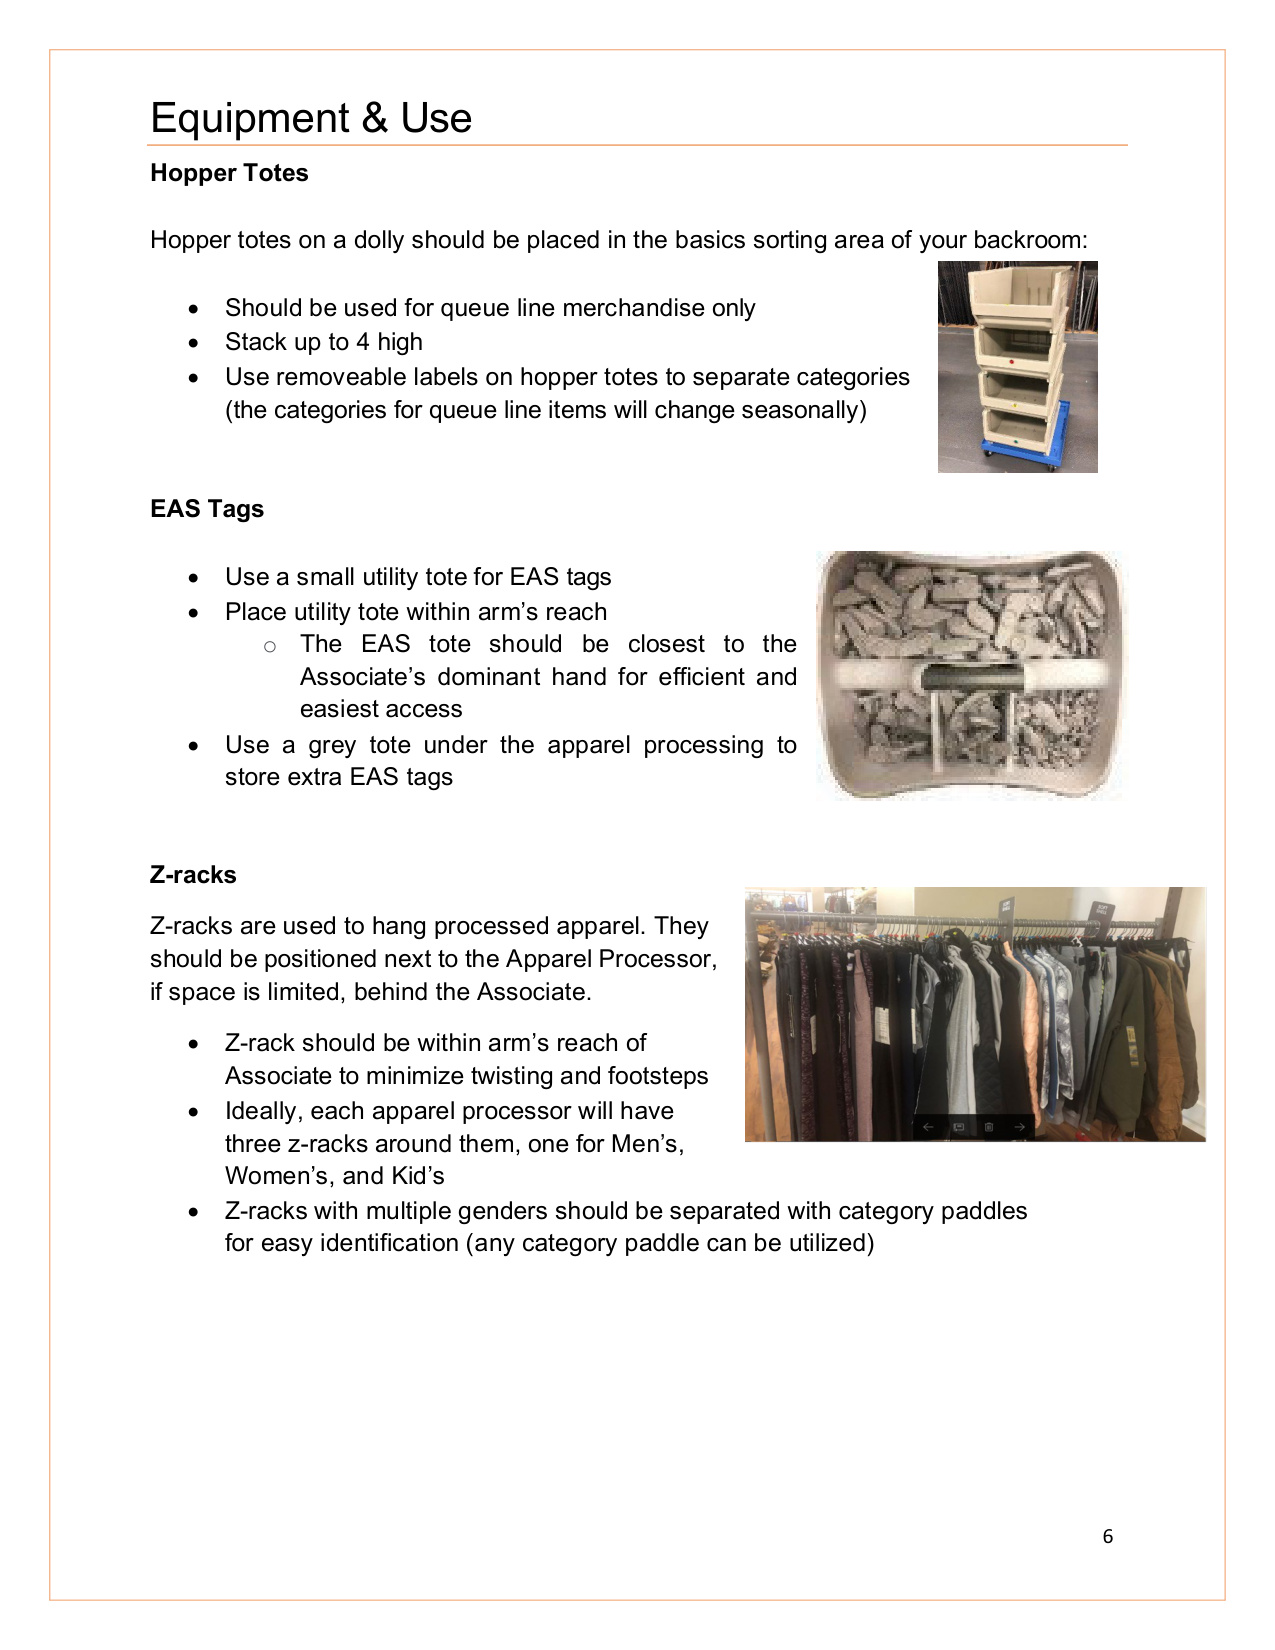 Equipment & Use
Hopper Totes
Hopper totes on a dolly should be placed in the basics sorting area of your backroom:
• Should be used for queue line merchandise only
• Stack up to 4 high
• Use removeable labels on hopper totes to separate categories
(the categories for queue line items will change seasonally)
EAS Tags
• Use a small utility tote for EAS tags
• Place utility tote within arm’s reach
o The EAS tote should be closest to the
Associate’s dominant hand for efficient and
easiest access
• Use a grey tote under the apparel processing to
store extra EAS tags
Z-racks
Z-racks are used to hang processed apparel. They
should be positioned next to the Apparel Processor,
if space is limited, behind the Associate.
• Z-rack should be within arm’s reach of
Associate to minimize twisting and footsteps
• Ideally, each apparel processor will have
three z-racks around them, one for Men’s,
Women’s, and Kid’s
• Z-racks with multiple genders should be separated with category paddles
for easy identification (any category paddle can be utilized)
6